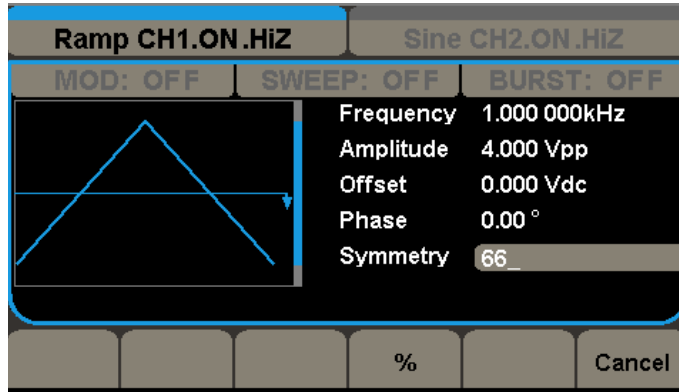 Ramp CH1.ON.HiZ Sine CH2.ON.HiZ
MOD: OFF SWEEP: OFF BURST: OFF
Frequency 1.000 000kHz
Amplitude 4.000 Vpp
Offset 0.000 Vdc
Phase 0.00 °
Symmetry 66_
% Cancel